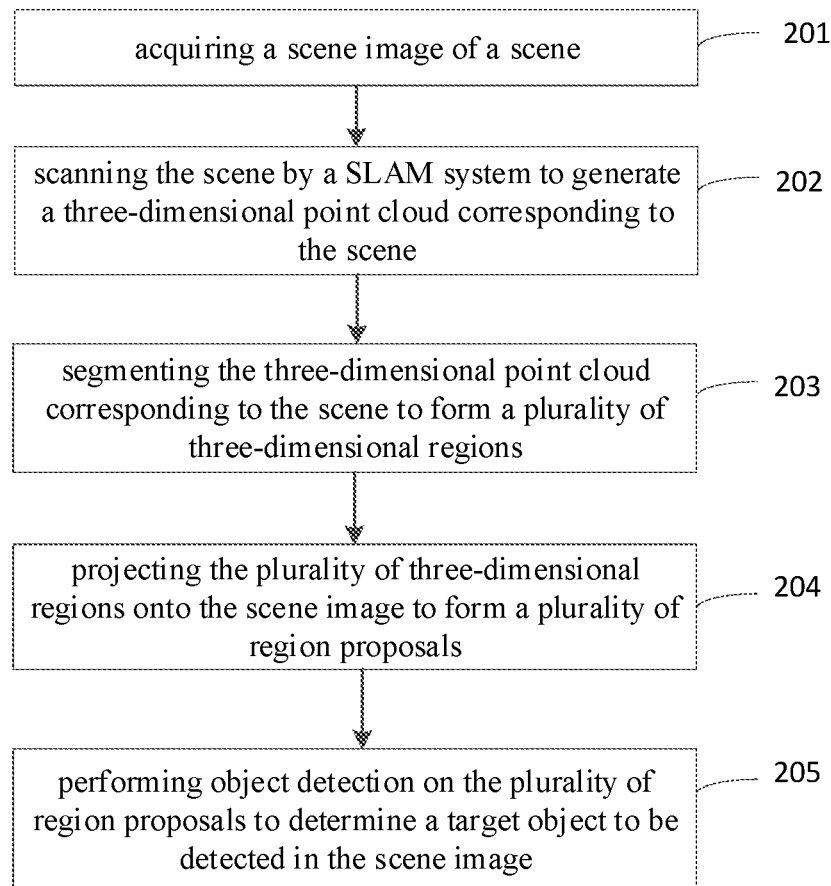 acquiring a scene image of a scene
201
scanning the scene by a SLAM system to generate
a three-dimensional point cloud corresponding to
the scene
202
segmenting the three-dimensional point cloud
corresponding to the scene to form a plurality of
three-dimensional regions
203
projecting the plurality of three-dimensional
regions onto the scene image to form a plurality of
region proposals
204
performing object detection on the plurality of
region proposals to determine a target object to be
detected in the scene image
205